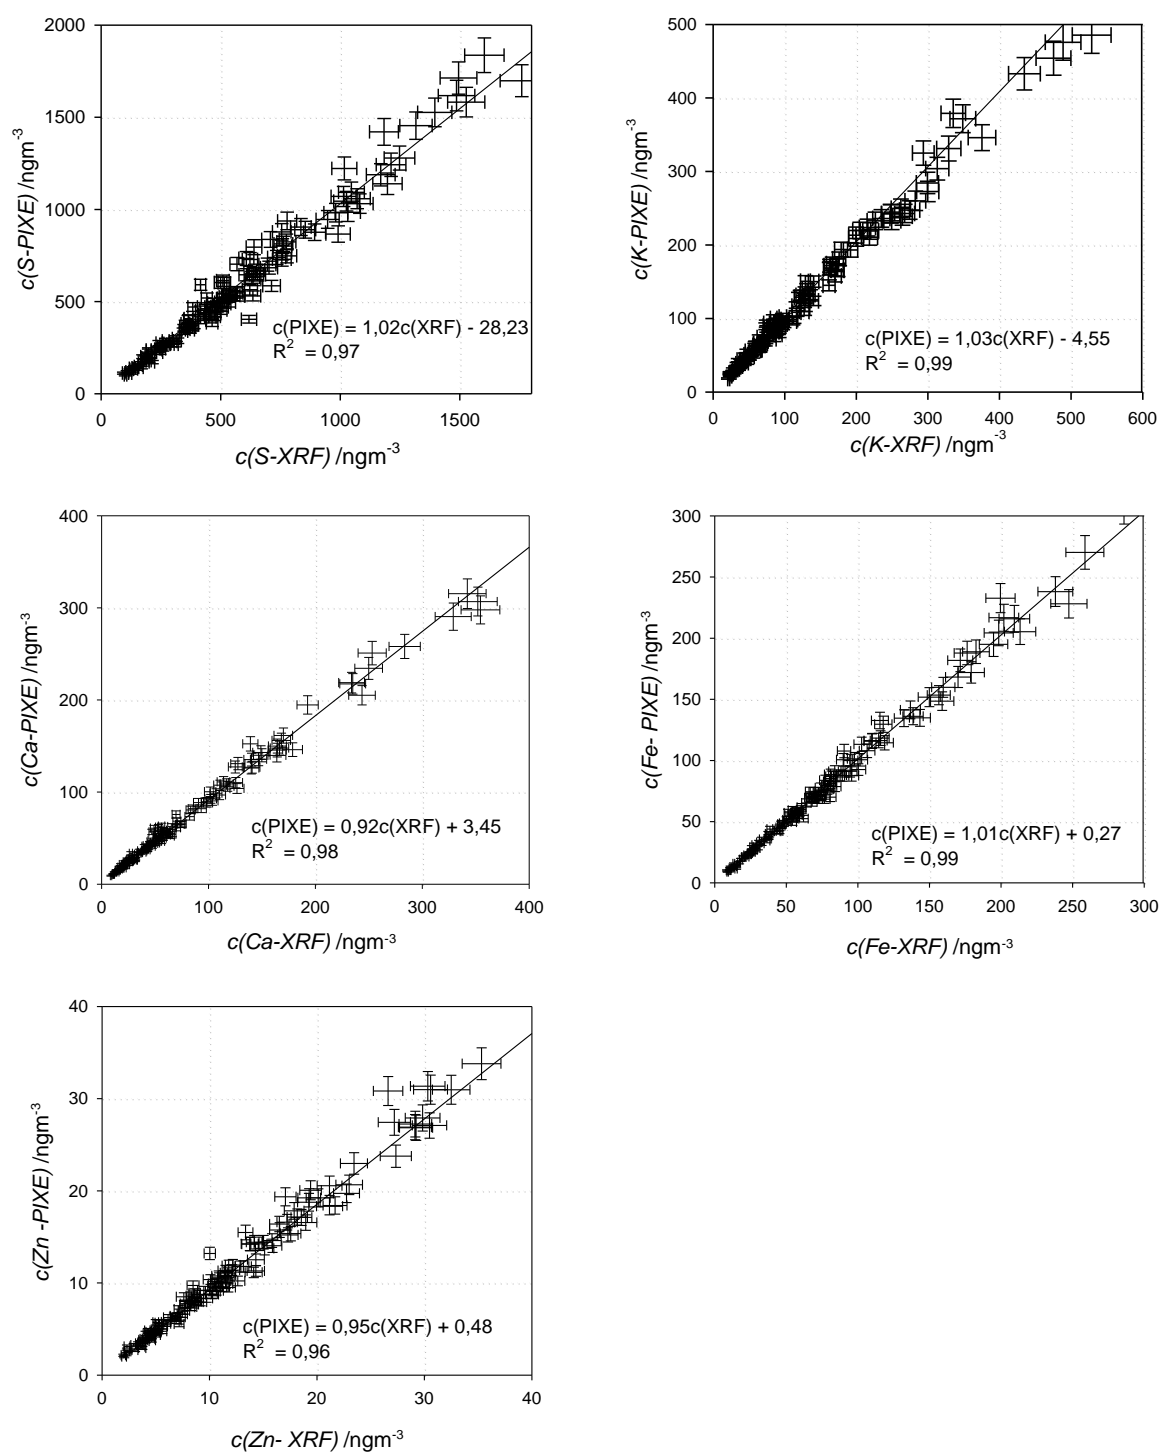 2000
1500
1000
500
0
c(S-PIXE) /ngm-3
c(PIXE) = 1,02c(XRF) - 28,23
R2 = 0,97
0 500 1000 1500
c(S-XRF) /ngm-3
500
400
300
200
100
0
c(K-PIXE) /ngm-3
c(PIXE) = 1,03c(XRF) - 4,55
R2 = 0,99
0 100 200 300 400 500 600
c(K-XRF) /ngm-3
400
300
200
100
0
c(Ca-PIXE) /ngm-3
c(PIXE) = 0,92c(XRF) + 3,45
R2 = 0,98
0 100 200 300 400
c(Ca-XRF) /ngm-3
300
250
200
150
100
50
0
c(Fe- PIXE) /ngm-3
c(PIXE) = 1,01c(XRF) + 0,27
R2 = 0,99
0 50 100 150 200 250 300
c(Fe-XRF) /ngm-3
40
30
20
10
0
c(Zn -PIXE) /ngm-3
c(PIXE) = 0,95c(XRF) + 0,48
R2 = 0,96
0 10 20 30 40
c(Zn- XRF) /ngm-3